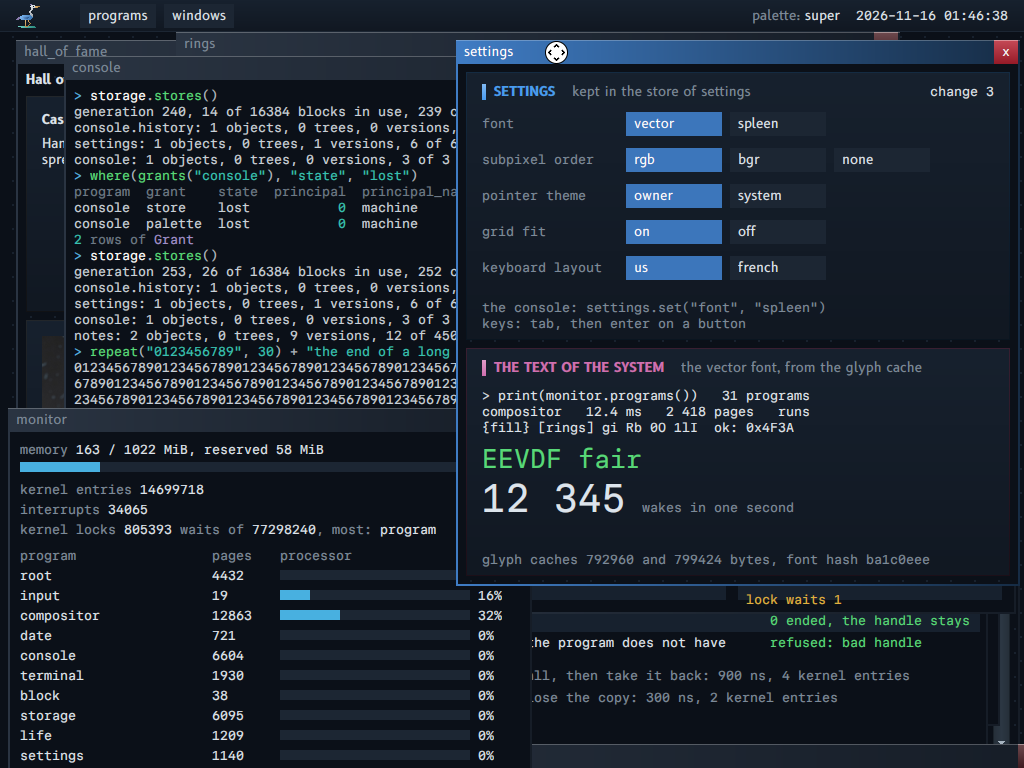 programs windows palette: super 2026-11-16 01:46:38
rings
hall_of_fame
console
Hall o
Cas
Han
spre
> storage.stores()
generation 240, 14 of 16384 blocks in use, 239 c
console.history: 1 objects, 0 trees, 0 versions,
settings: 1 objects, 0 trees, 1 versions, 6 of 6
console: 1 objects, 0 trees, 0 versions, 3 of 3
> where(grants("console"), "state", "lost")
program grant state principal principal_na
console store lost 0 machine
console palette lost 0 machine
2 rows of Grant
> storage.stores()
generation 253, 26 of 16384 blocks in use, 252 c
console.history: 1 objects, 0 trees, 0 versions,
settings: 1 objects, 0 trees, 1 versions, 6 of 6
console: 1 objects, 0 trees, 0 versions, 3 of 3
notes: 2 objects, 0 trees, 9 versions, 12 of 450
> repeat("0123456789", 30) + "the end of a long
012345678901234567890123456789012345678901234567
678901234567890123456789012345678901234567890123
234567890123456789012345678901234567890123456789
settings x
SETTINGS kept in the store of settings change 3
font vector spleen
subpixel order rgb bgr none
pointer theme owner system
grid fit on off
keyboard layout us french
the console: settings.set("font", "spleen")
keys: tab, then enter on a button
THE TEXT OF THE SYSTEM the vector font, from the glyph cache
> print(monitor.programs()) 31 programs
compositor 12.4 ms 2 418 pages runs
{fill} [rings] gi Rb 0O 1lI ok: 0x4F3A
EEVDF fair
12 345 wakes in one second
glyph caches 792960 and 799424 bytes, font hash ba1c0eee
monitor
memory 163 / 1022 MiB, reserved 58 MiB
kernel entries 14699718
interrupts 34065
kernel locks 805393 waits of 77298240, most: program
program pages processor
root 4432
input 19 16%
compositor 12863 32%
date 721 0%
console 6604 0%
terminal 1930 0%
block 38 0%
storage 6095 0%
life 1209 0%
settings 1140 0%
lock waits 1
0 ended, the handle stays
the program does not have refused: bad handle
all, then take it back: 900 ns, 4 kernel entries
lose the copy: 300 ns, 2 kernel entries